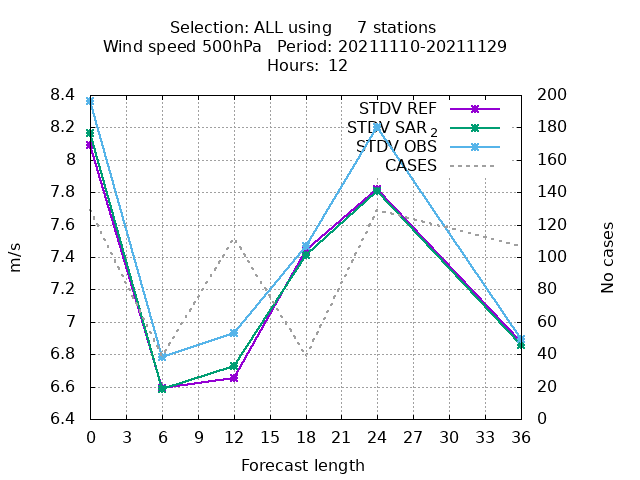 Selection: ALL using     7 stations
Wind speed 500hPa   Period: 20211110-20211129
Hours:  12
STDV REF
STDV SAR 2
STDV OBS
CASES
8.4
8.2
8
7.8
7.6
7.4
7.2
7
6.8
6.6
6.4
m/s
200
180
160
140
120
100
80
60
40
20
0
No cases
0 3 6 9 12 15 18 21 24 27 30 33 36
Forecast length